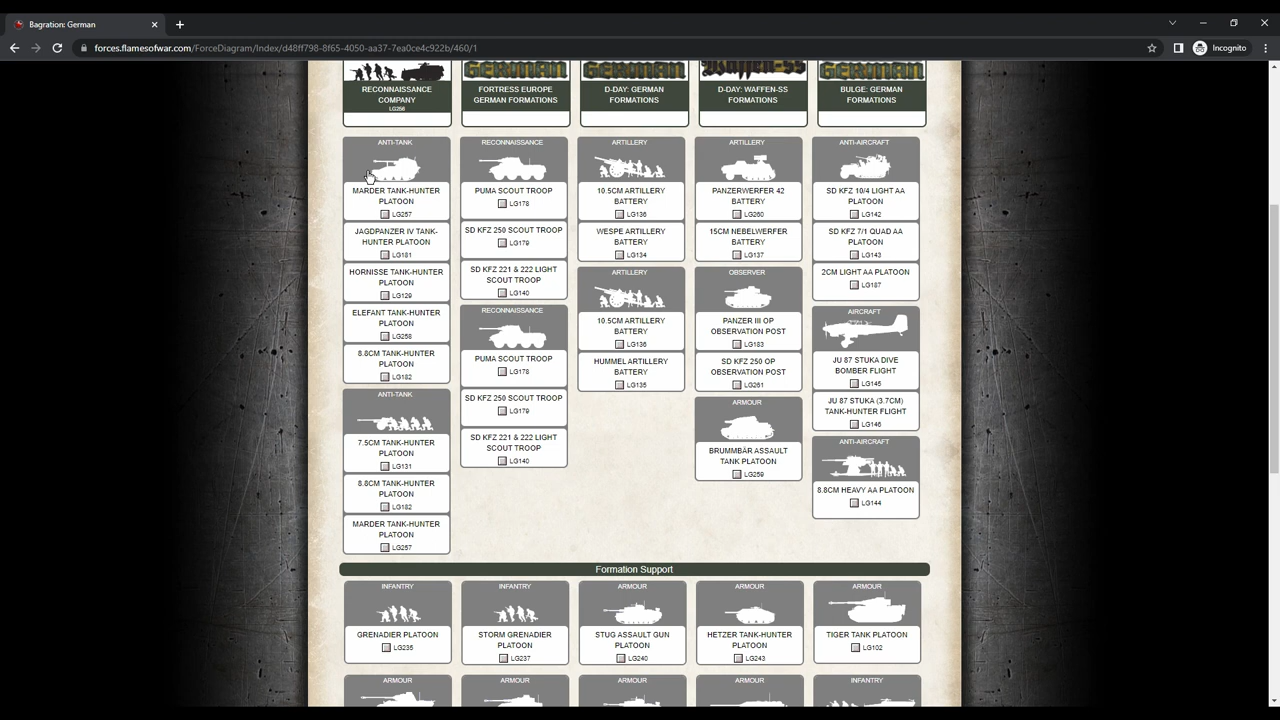 Bagration: German
forces.flamesofwar.com/ForceDiagram/Index/d48ff798-8f65-4050-aa37-7ea0ce4c922b/460/1
Incognito
GERMAN
GERMAN
Waffen-SS
GERMAN
RECONNAISSANCE
COMPANY
LG256
FORTRESS EUROPE
GERMAN FORMATIONS
D-DAY: GERMAN
FORMATIONS
D-DAY: WAFFEN-SS
FORMATIONS
BULGE: GERMAN
FORMATIONS
ANTI-TANK
MARDER TANK-HUNTER
PLATOON
LG257
JAGDPANZER IV TANK-
HUNTER PLATOON
LG181
HORNISSE TANK-HUNTER
PLATOON
LG129
ELEFANT TANK-HUNTER
PLATOON
LG258
8.8CM TANK-HUNTER
PLATOON
LG182
ANTI-TANK
7.5CM TANK-HUNTER
PLATOON
LG131
8.8CM TANK-HUNTER
PLATOON
LG182
MARDER TANK-HUNTER
PLATOON
LG257
RECONNAISSANCE
PUMA SCOUT TROOP
LG178
SD KFZ 250 SCOUT TROOP
LG179
SD KFZ 221 & 222 LIGHT
SCOUT TROOP
LG140
RECONNAISSANCE
PUMA SCOUT TROOP
LG178
SD KFZ 250 SCOUT TROOP
LG179
SD KFZ 221 & 222 LIGHT
SCOUT TROOP
LG140
ARTILLERY
10.5CM ARTILLERY
BATTERY
LG136
WESPE ARTILLERY
BATTERY
LG134
ARTILLERY
10.5CM ARTILLERY
BATTERY
LG136
HUMMEL ARTILLERY
BATTERY
LG135
ARTILLERY
PANZERWERFER 42
BATTERY
LG260
15CM NEBELWERFER
BATTERY
LG137
OBSERVER
PANZER III OP
OBSERVATION POST
LG183
SD KFZ 250 OP
OBSERVATION POST
LG261
ARMOUR
BRUMMBÄR ASSAULT
TANK PLATOON
LG259
ANTI-AIRCRAFT
SD KFZ 10/4 LIGHT AA
PLATOON
LG142
SD KFZ 7/1 QUAD AA
PLATOON
LG143
2CM LIGHT AA PLATOON
LG187
AIRCRAFT
JU 87 STUKA DIVE
BOMBER FLIGHT
LG145
JU 87 STUKA (3.7CM)
TANK-HUNTER FLIGHT
LG146
ANTI-AIRCRAFT
8.8CM HEAVY AA PLATOON
LG144
Formation Support
INFANTRY
GRENADIER PLATOON
LG235
INFANTRY
STORM GRENADIER
PLATOON
LG237
ARMOUR
STUG ASSAULT GUN
PLATOON
LG240
ARMOUR
HETZER TANK-HUNTER
PLATOON
LG243
ARMOUR
TIGER TANK PLATOON
LG102
ARMOUR
ARMOUR
ARMOUR
ARMOUR
INFANTRY